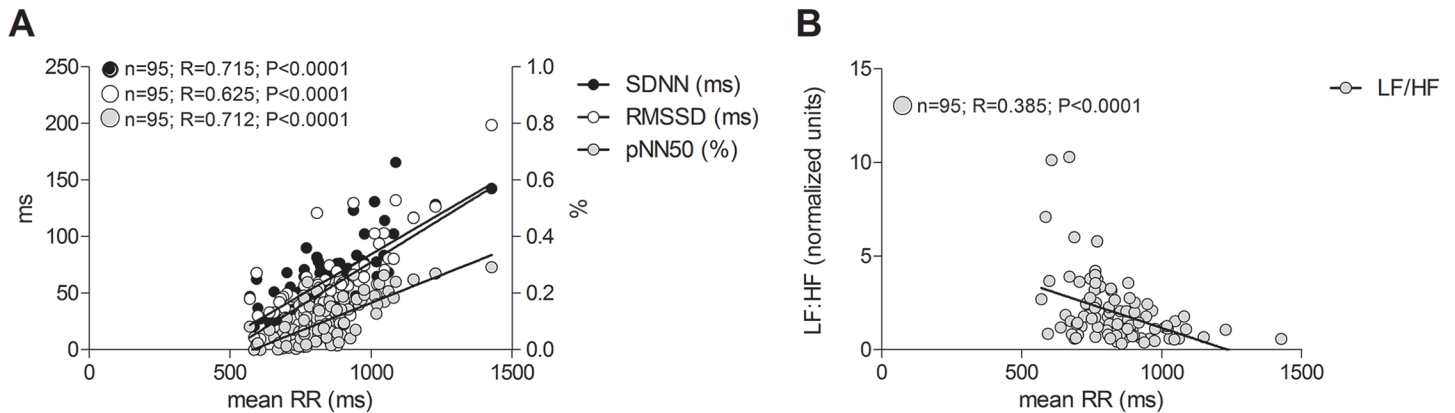 A
n=95; R=0.715; P<0.0001
n=95; R=0.625; P<0.0001
n=95; R=0.712; P<0.0001
SDNN (ms)
RMSSD (ms)
pNN50 (%)
250
200
150
100
50
0
ms
1.0
0.8
0.6
0.4
0.2
0.0
%
0 500 1000 1500
mean RR (ms)
B
n=95; R=0.385; P<0.0001
LF/HF
15
10
5
0
LF:HF (normalized units)
0 500 1000 1500
mean RR (ms)